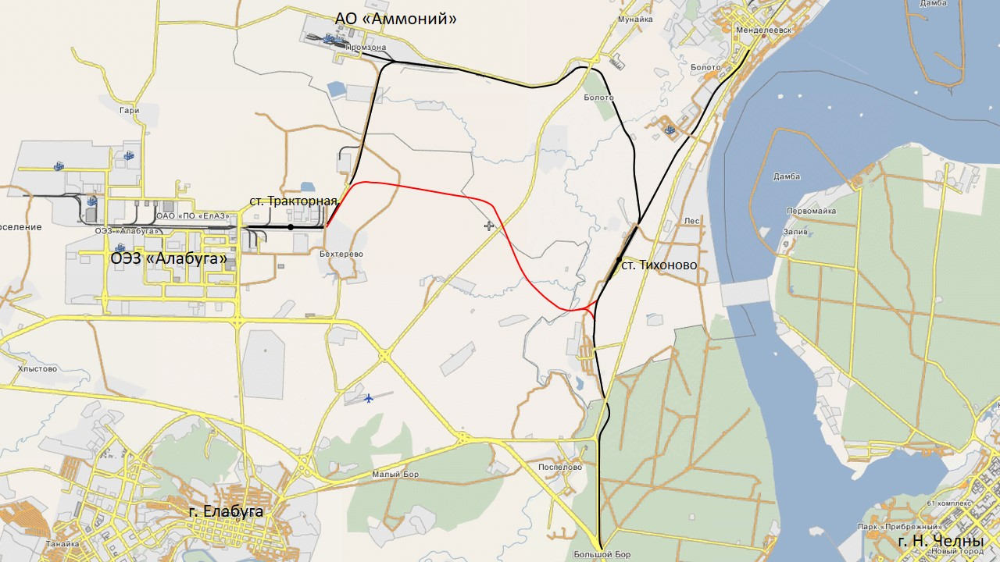 Дамба
АО «Аммоний»
Мунайка
Менделеевск
Промзона
Болото
Болото
Гари
Дамба
ст. Тракторная
Первомайка
ОАО «ПО «ЕлАЗ»
Лес
оселение
ОЭЗ «Алабуга»
Залив
ОЭЗ «Алабуга»
Бехтерево
ст. Тихоново
Хлыстово
Поспелово
Малый Бор
61 комплекс
г. Елабуга
Парк «Прибрежный»
г. Н. Челны
Танайка
Новый город
Большой Бор